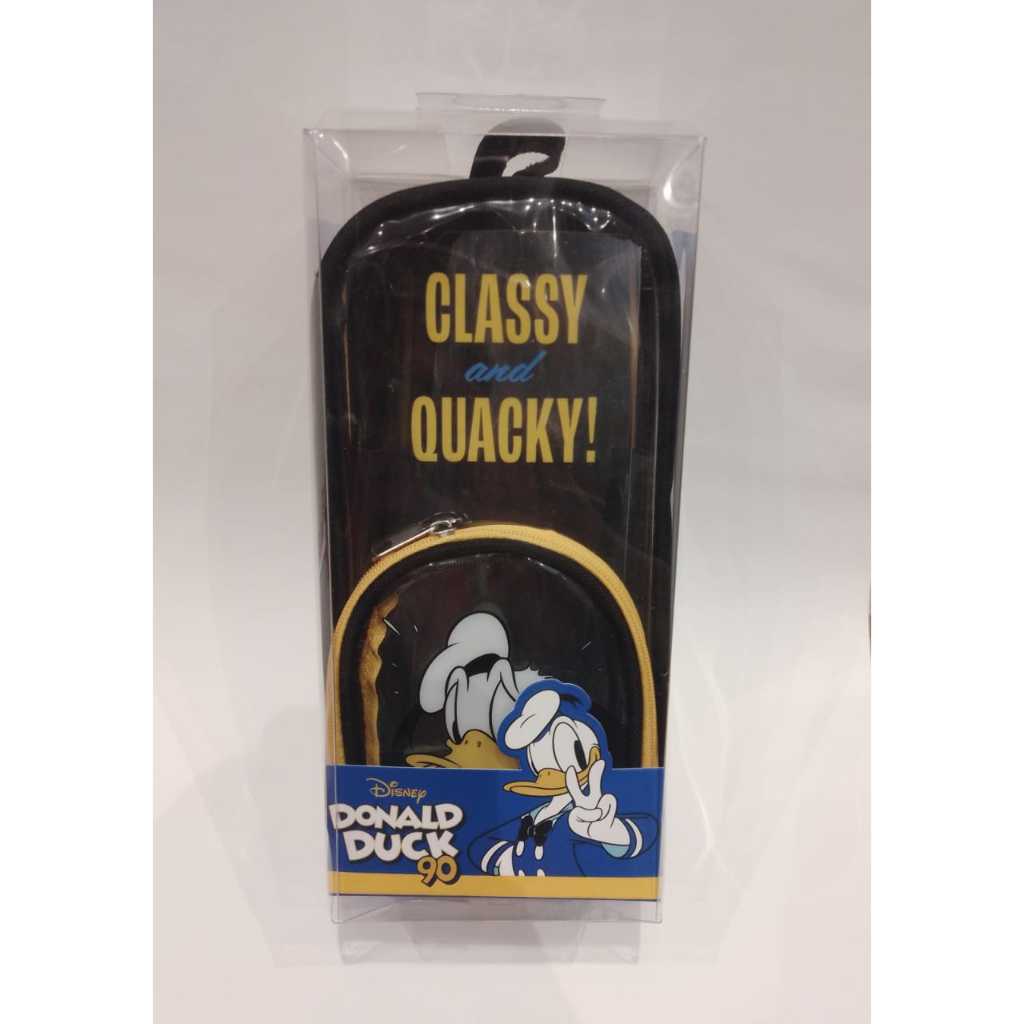 CLASSY
and
QUACKY!
Disney
DONALD
DUCK
90